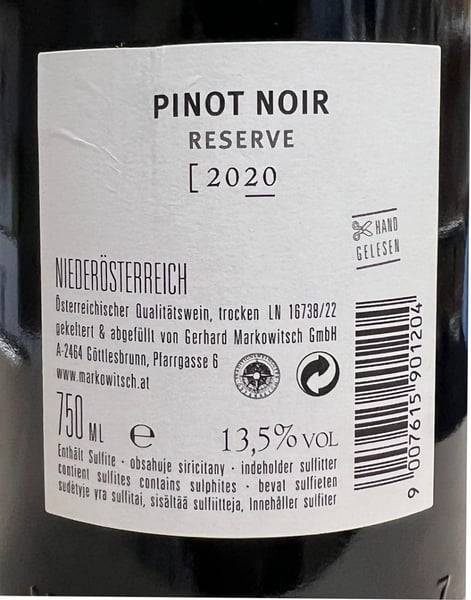 PINOT NOIR
RESERVE
[2020
HAND
GELESEN
NIEDERÖSTERREICH
Österreichischer Qualitätswein, trocken LN 16738/22
gekeltert & abgefüllt von Gerhard Markowitsch GmbH
A-2464 Göttlesbrunn, Pfarrgasse 6
www.markowitsch.at
750 ML e 13,5% VOL
Enthält Sulfite · obsahuje siricitany · indeholder sulfitter
contient sulfites contains sulphites · bevat sulfieten
sudėtyje yra sulfitai, sisältää sulfiitteja, Innehåller sulfiter
9 007615 901204
7